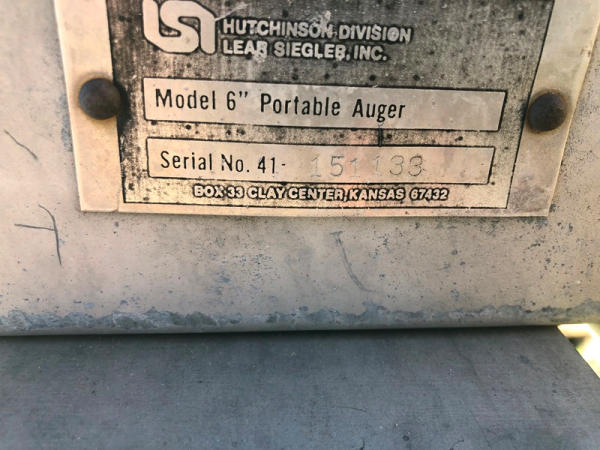 LSI HUTCHINSON DIVISION
LEAR SIEGLER, INC.
Model 6" Portable Auger
Serial No. 41- 151133
BOX 33 CLAY CENTER, KANSAS 67432